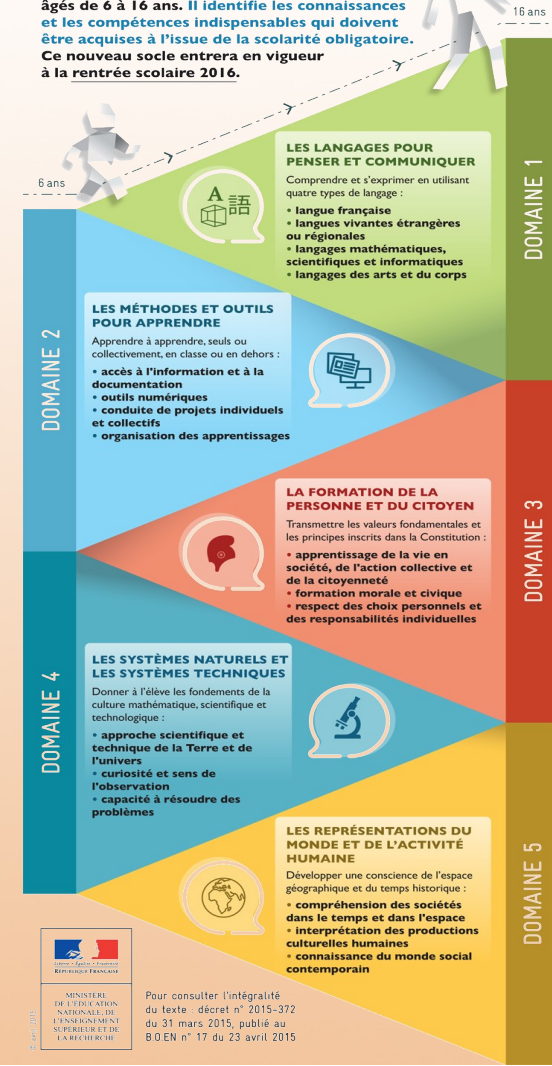 âgés de 6 à 16 ans. Il identifie les connaissances
et les compétences indispensables qui doivent
être acquises à l'issue de la scolarité obligatoire.
Ce nouveau socle entrera en vigueur
à la rentrée scolaire 2016.
16 ans
6 ans
DOMAINE 1
A 語
LES LANGAGES POUR
PENSER ET COMMUNIQUER
Comprendre et s'exprimer en utilisant
quatre types de langage :
• langue française
• langues vivantes étrangères
ou régionales
• langages mathématiques,
scientifiques et informatiques
• langages des arts et du corps
DOMAINE 2
LES MÉTHODES ET OUTILS
POUR APPRENDRE
Apprendre à apprendre, seuls ou
collectivement, en classe ou en dehors :
• accès à l'information et à la
documentation
• outils numériques
• conduite de projets individuels
et collectifs
• organisation des apprentissages
DOMAINE 3
LA FORMATION DE LA
PERSONNE ET DU CITOYEN
Transmettre les valeurs fondamentales et
les principes inscrits dans la Constitution :
• apprentissage de la vie en
société, de l'action collective et
de la citoyenneté
• formation morale et civique
• respect des choix personnels et
des responsabilités individuelles
DOMAINE 4
LES SYSTÈMES NATURELS ET
LES SYSTÈMES TECHNIQUES
Donner à l'élève les fondements de la
culture mathématique, scientifique et
technologique :
• approche scientifique et
technique de la Terre et de
l'univers
• curiosité et sens de
l'observation
• capacité à résoudre des
problèmes
DOMAINE 5
LES REPRÉSENTATIONS DU
MONDE ET DE L'ACTIVITÉ
HUMAINE
Développer une conscience de l'espace
géographique et du temps historique :
• compréhension des sociétés
dans le temps et dans l'espace
• interprétation des productions
culturelles humaines
• connaissance du monde social
contemporain
Liberté • Égalité • Fraternité
RÉPUBLIQUE FRANÇAISE
MINISTÈRE
DE L'ÉDUCATION
NATIONALE, DE
L'ENSEIGNEMENT
SUPÉRIEUR ET DE
LA RECHERCHE
Pour consulter l'intégralité
du texte : décret n° 2015-372
du 31 mars 2015, publié au
B.O.EN n° 17 du 23 avril 2015
2015